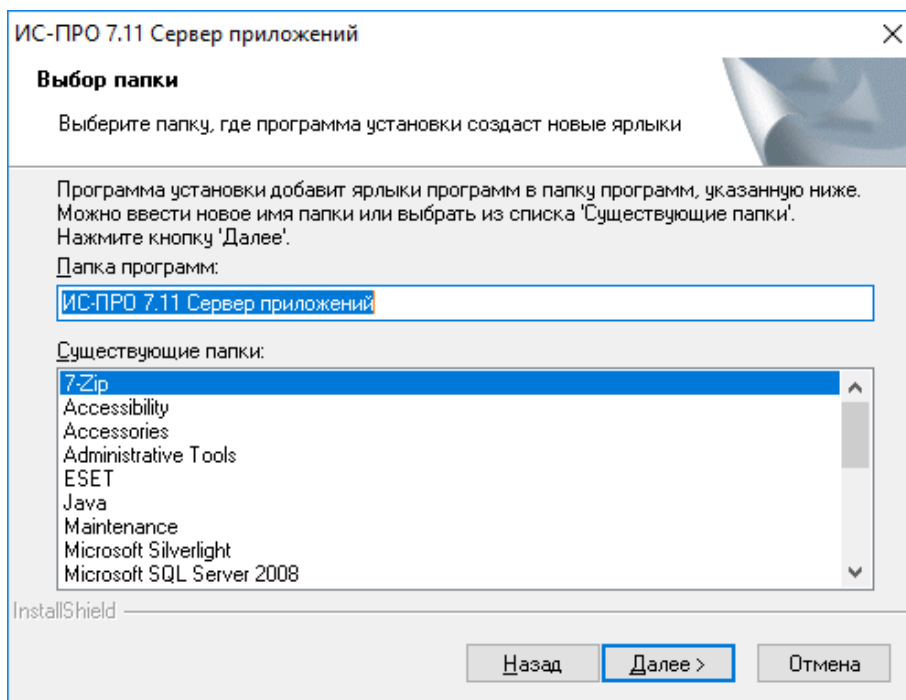 ИС-ПРО 7.11 Сервер приложений
Выбор папки
Выберите папку, где программа установки создаст новые ярлыки
Программа установки добавит ярлыки программ в папку программ, указанную ниже.
Можно ввести новое имя папки или выбрать из списка 'Существующие папки'.
Нажмите кнопку 'Далее'.
Папка программ:
ИС-ПРО 7.11 Сервер приложений
Существующие папки:
7-Zip
Accessibility
Accessories
Administrative Tools
ESET
Java
Maintenance
Microsoft Silverlight
Microsoft SQL Server 2008
InstallShield
Назад Далее > Отмена